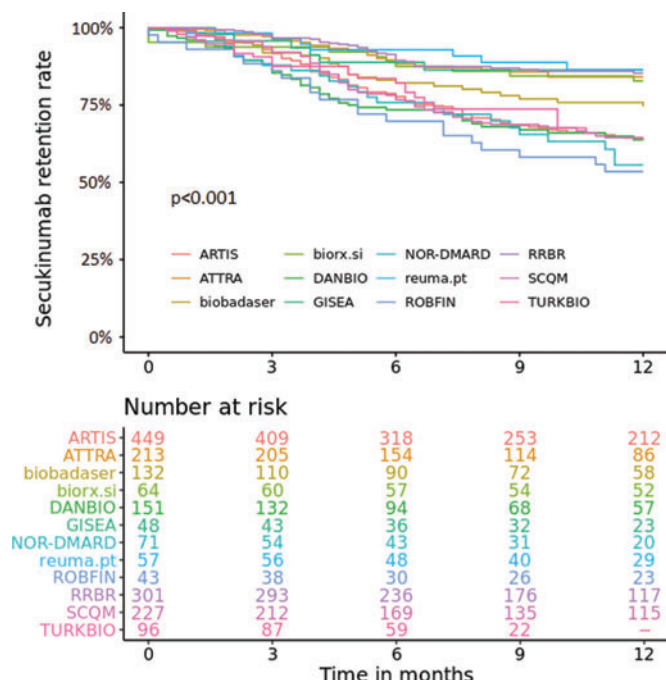 100%
75%
50%
25%
0%
Secukinumab retention rate
p<0.001
ARTIS biorx.si NOR-DMARD RRBR
ATTRA DANBIO reuma.pt SCQM
biobadaser GISEA ROBFIN TURKBIO
0 3 6 9 12
Number at risk
ARTIS 449 409 318 253 212
ATTRA 213 205 154 114 86
biobadaser 132 110 90 72 58
biorx.si 64 60 57 54 52
DANBIO 151 132 94 68 57
GISEA 48 43 36 32 23
NOR-DMARD 71 54 43 31 20
reuma.pt 57 56 48 40 29
ROBFIN 43 38 30 26 23
RRBR 301 293 236 176 117
SCQM 227 212 169 135 115
TURKBIO 96 87 59 22 –
0 3 6 9 12
Time in months